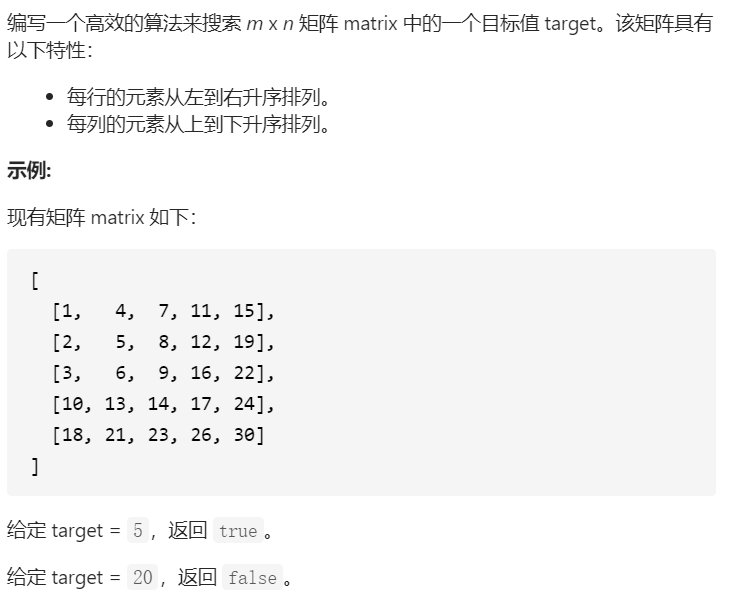 编写一个高效的算法来搜索 m x n 矩阵 matrix 中的一个目标值 target。该矩阵具有
以下特性：
• 每行的元素从左到右升序排列。
• 每列的元素从上到下升序排列。
示例:
现有矩阵 matrix 如下：
[
[1, 4, 7, 11, 15],
[2, 5, 8, 12, 19],
[3, 6, 9, 16, 22],
[10, 13, 14, 17, 24],
[18, 21, 23, 26, 30]
]
给定 target = 5，返回 true。
给定 target = 20，返回 false。